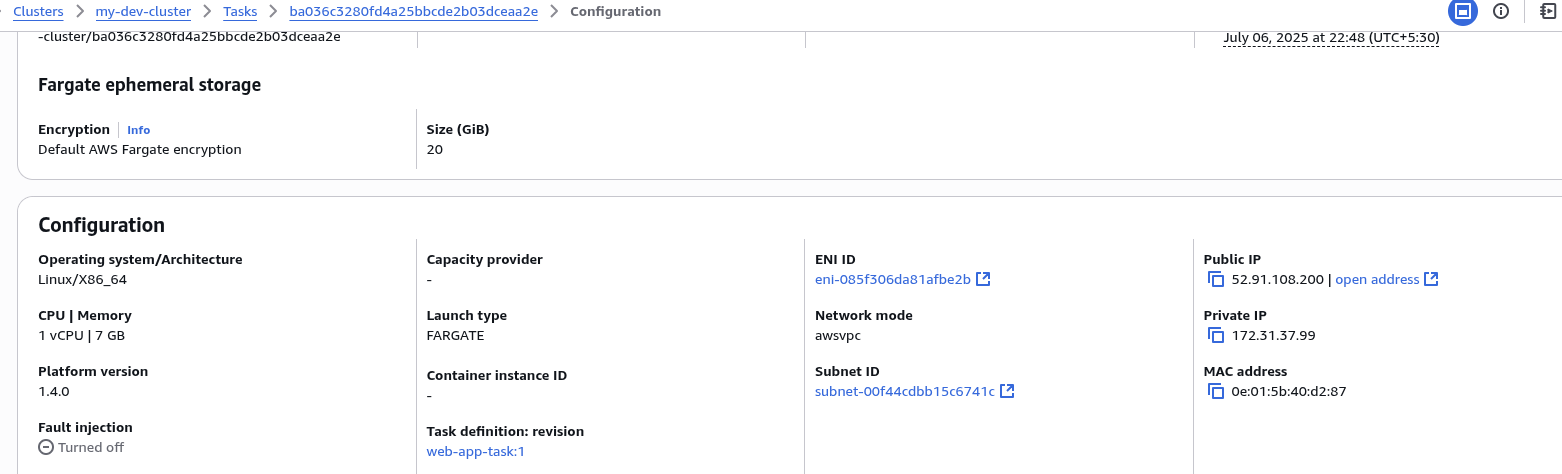 Clusters > my-dev-cluster > Tasks > ba036c3280fd4a25bbcde2b03dceaa2e > Configuration
-cluster/ba036c3280fd4a25bbcde2b03dceaa2e
July 06, 2025 at 22:48 (UTC+5:30)
Fargate ephemeral storage
Encryption | Info
Default AWS Fargate encryption
Size (GiB)
20
Configuration
Operating system/Architecture
Linux/X86_64
CPU | Memory
1 vCPU | 7 GB
Platform version
1.4.0
Fault injection
Turned off
Capacity provider
-
Launch type
FARGATE
Container instance ID
-
Task definition: revision
web-app-task:1
ENI ID
eni-085f306da81afbe2b
Network mode
awsvpc
Subnet ID
subnet-00f44cdbb15c6741c
Public IP
52.91.108.200 | open address
Private IP
172.31.37.99
MAC address
0e:01:5b:40:d2:87